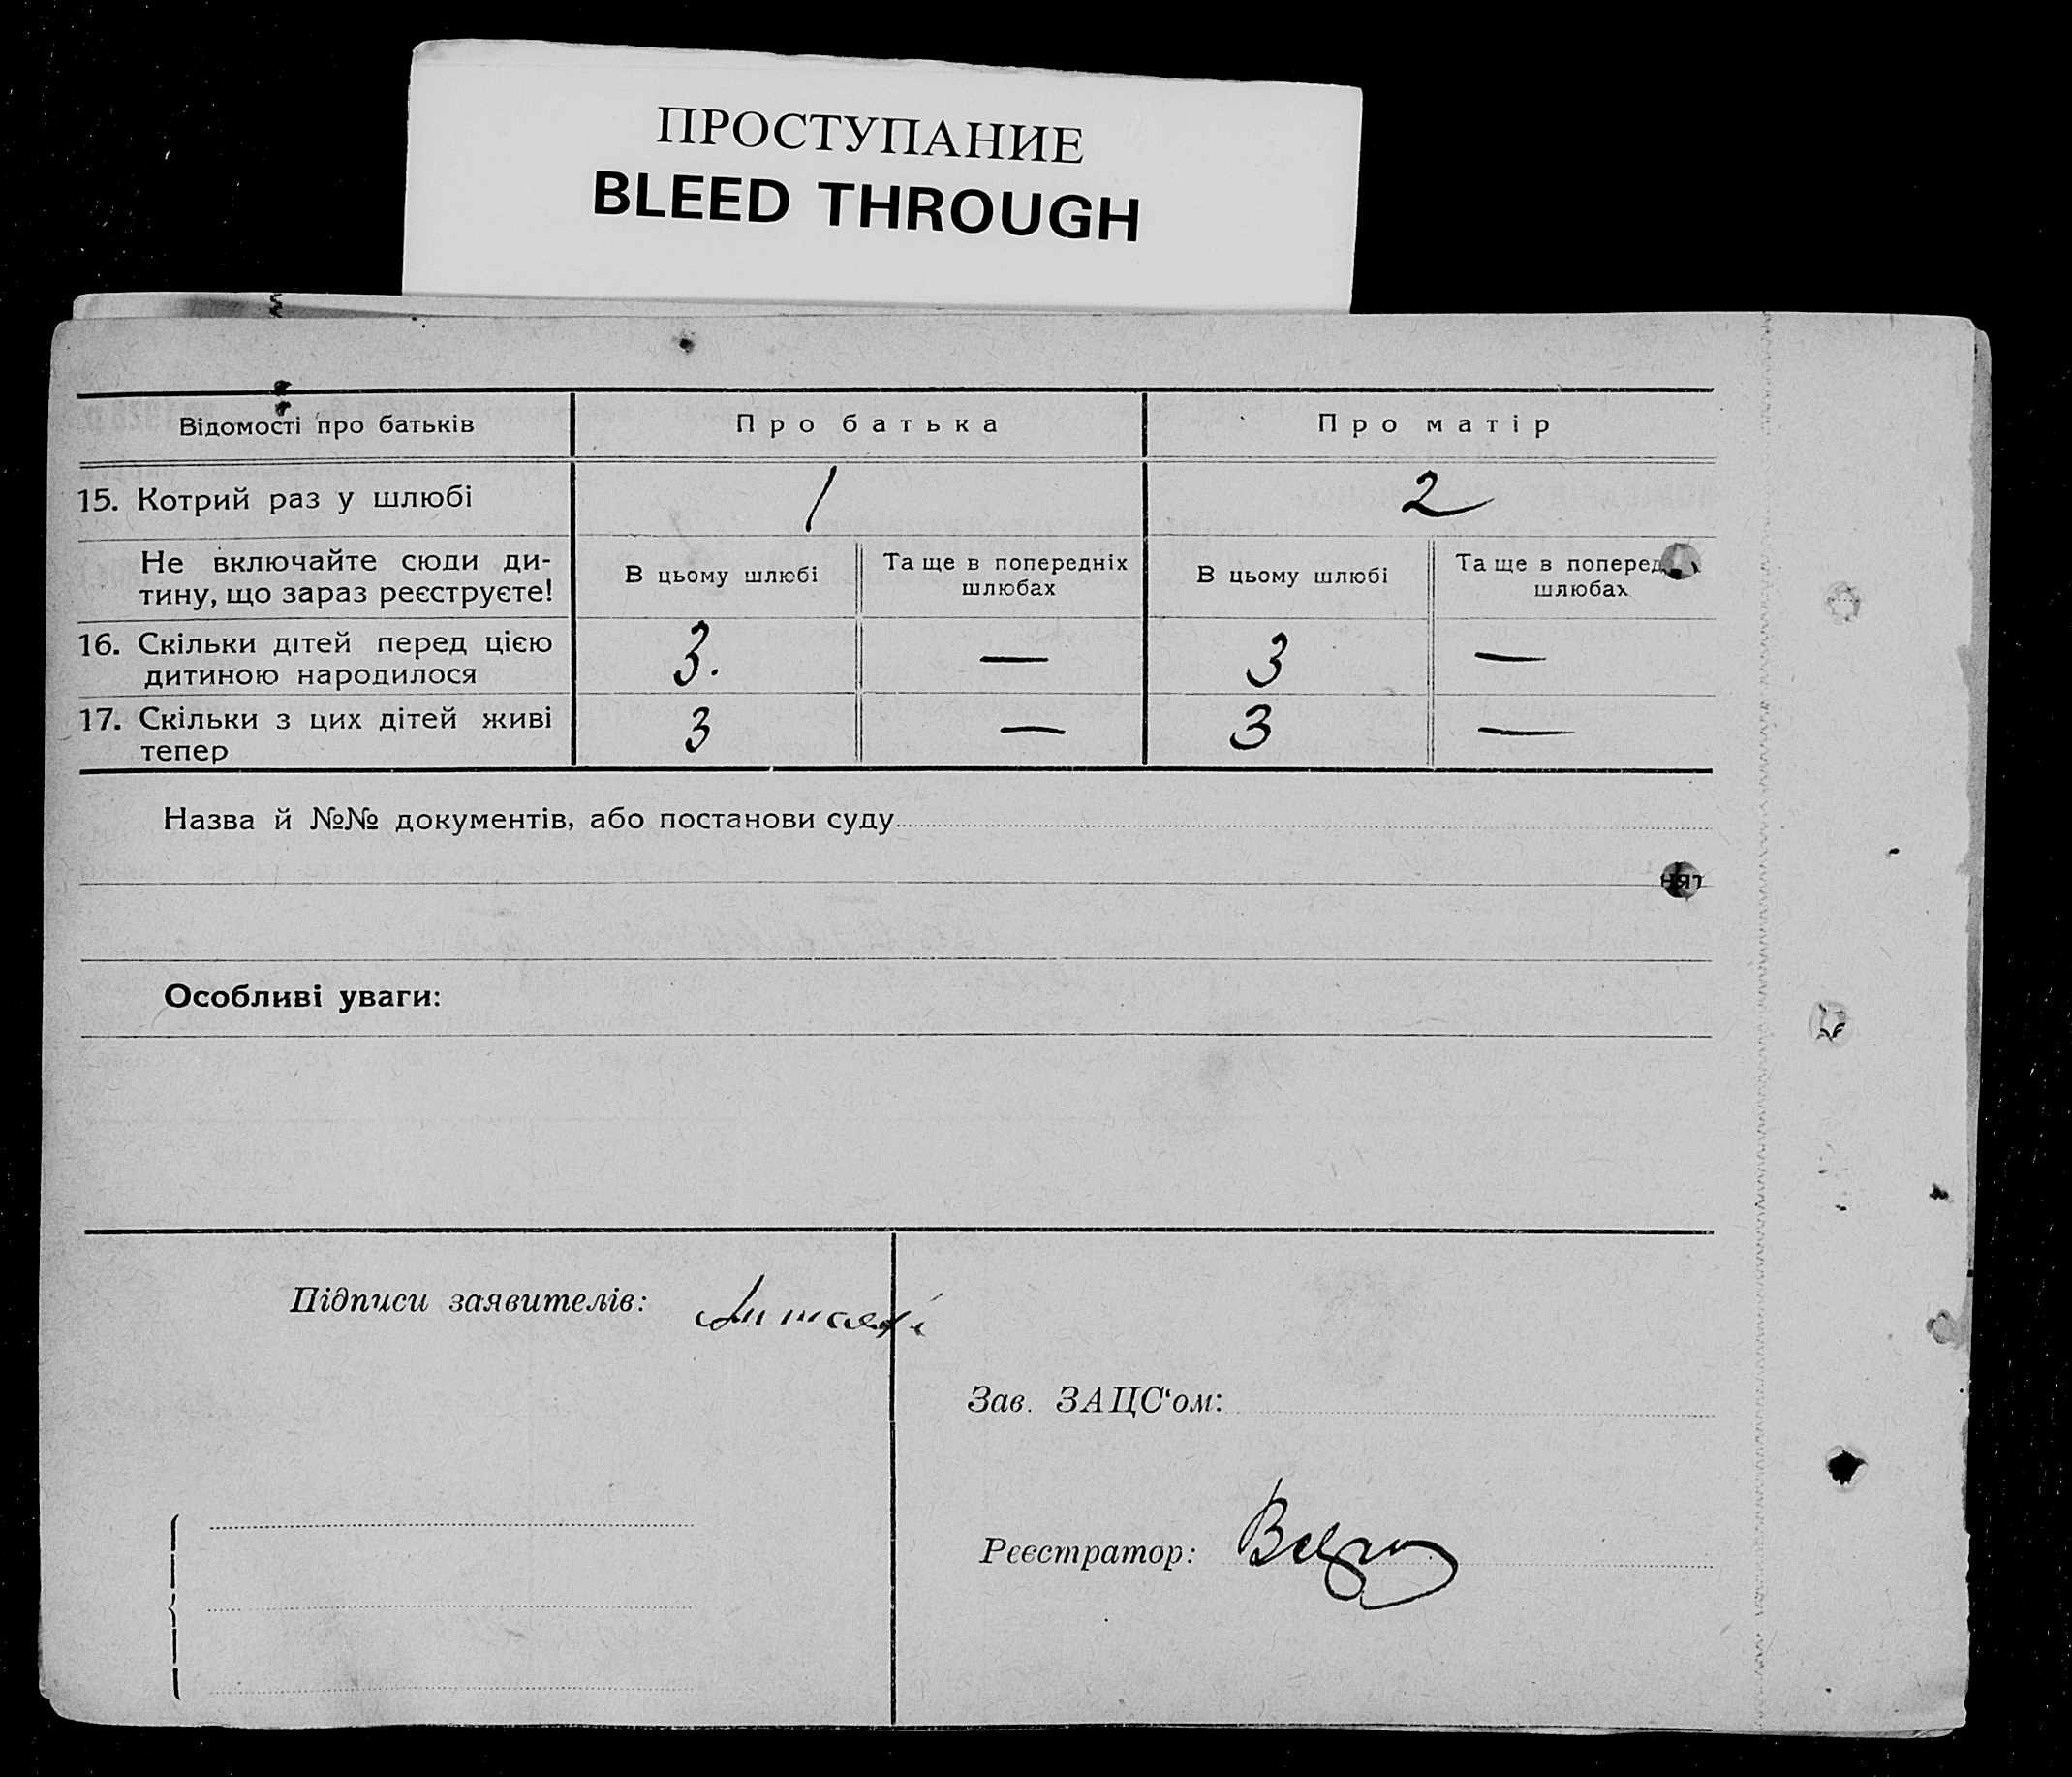 ПРОСТУПАНИЕ
BLEED THROUGH
Відомості про батьків
Про батька
Про матір
15. Котрий раз у шлюбі
1
2
Не включайте сюди ди-
тину, що зараз реєструєте!
В цьому шлюбі
Та ще в попередніх
шлюбах
В цьому шлюбі
Та ще в поперед
шлюбах
16. Скільки дітей перед цією
дитиною народилося
3.
—
3
—
17. Скільки з цих дітей живі
тепер
3
—
3
—
Назва й №№ документів, або постанови суду
нят
Особливі уваги:
Підписи заявителів:
Зав. ЗАЦС‘ом:
Реєстратор: